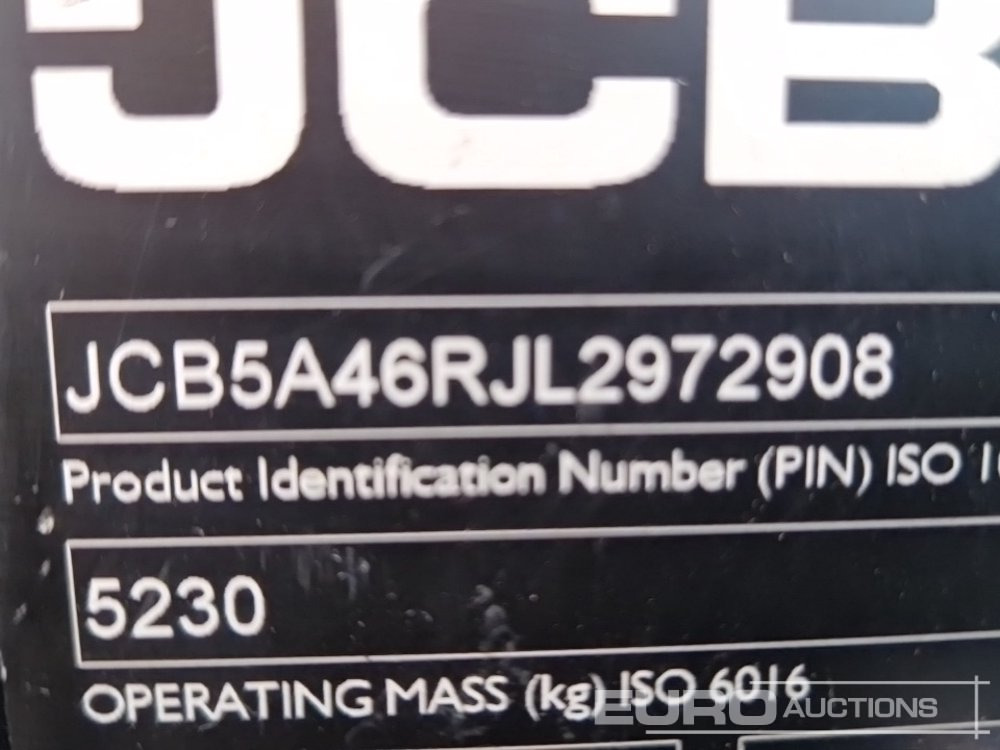 JCB
JCB5A46RJL2972908
Product Identification Number (PIN) ISO
5230
OPERATING MASS (kg) ISO 6016
EURO AUCTIONS